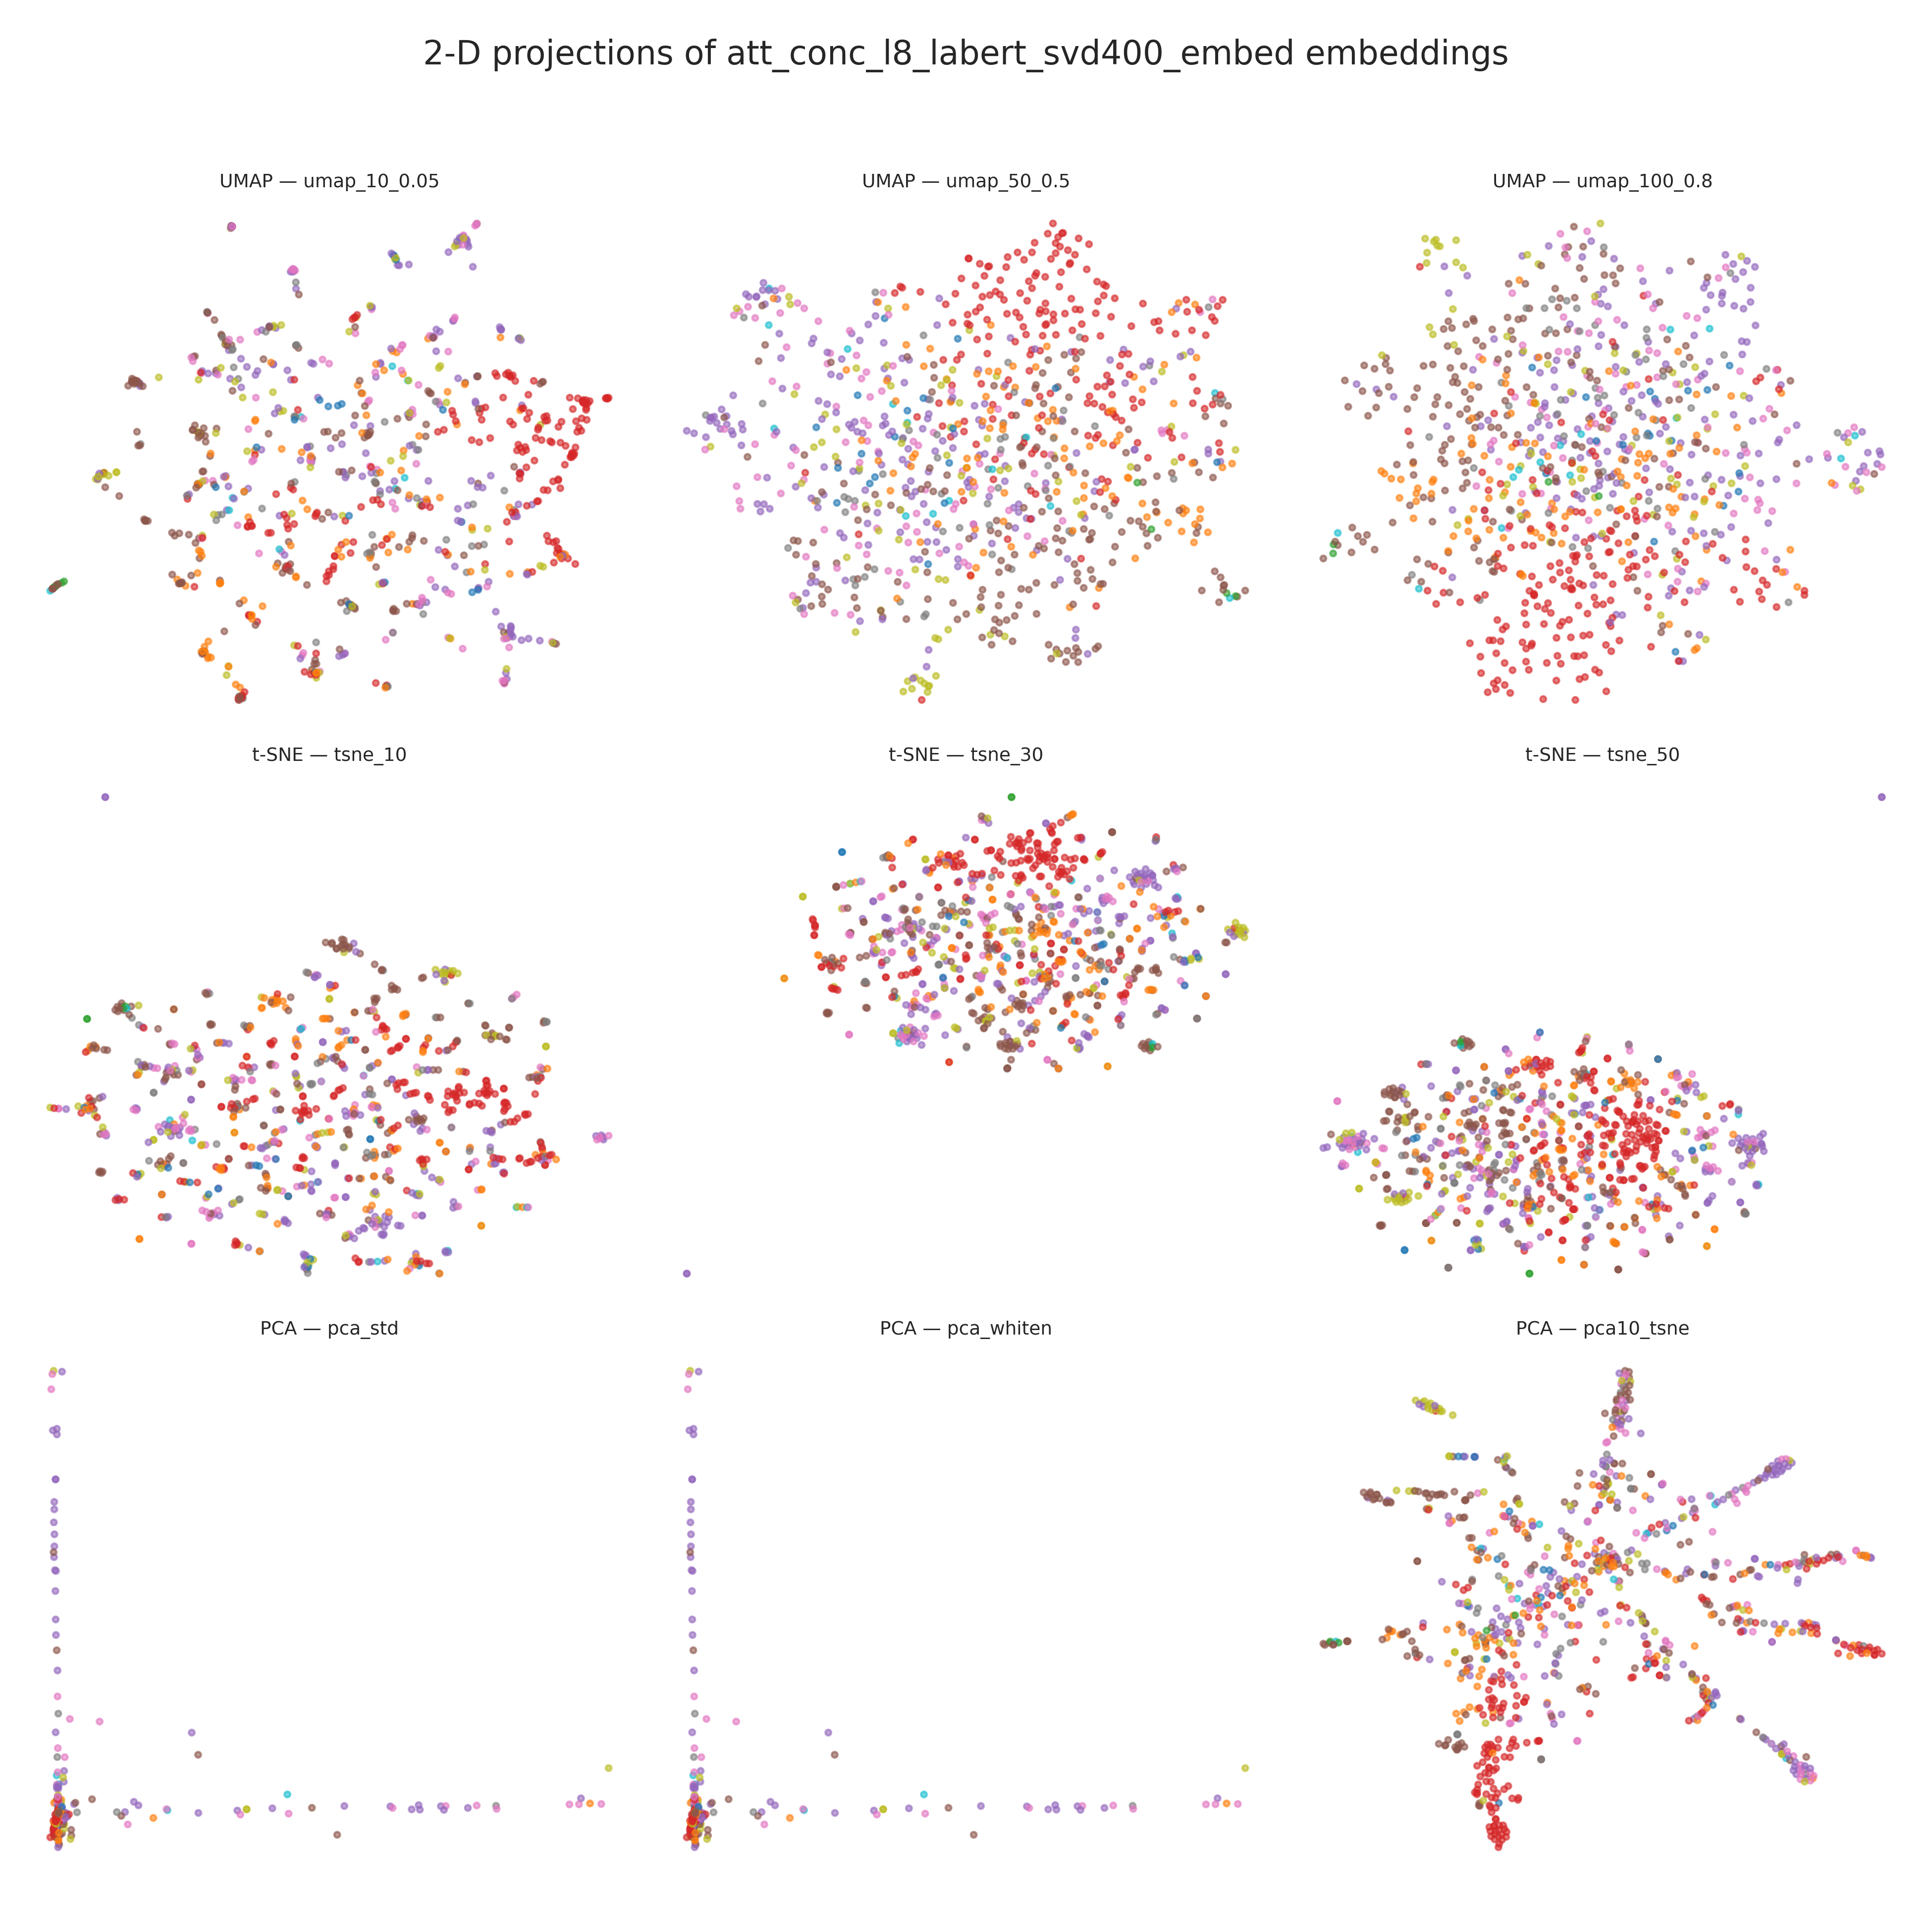 2-D projections of att_conc_l8_labert_svd400_embed embeddings
UMAP — umap_10_0.05
UMAP — umap_50_0.5
UMAP — umap_100_0.8
t-SNE — tsne_10
t-SNE — tsne_30
t-SNE — tsne_50
PCA — pca_std
PCA — pca_whiten
PCA — pca10_tsne